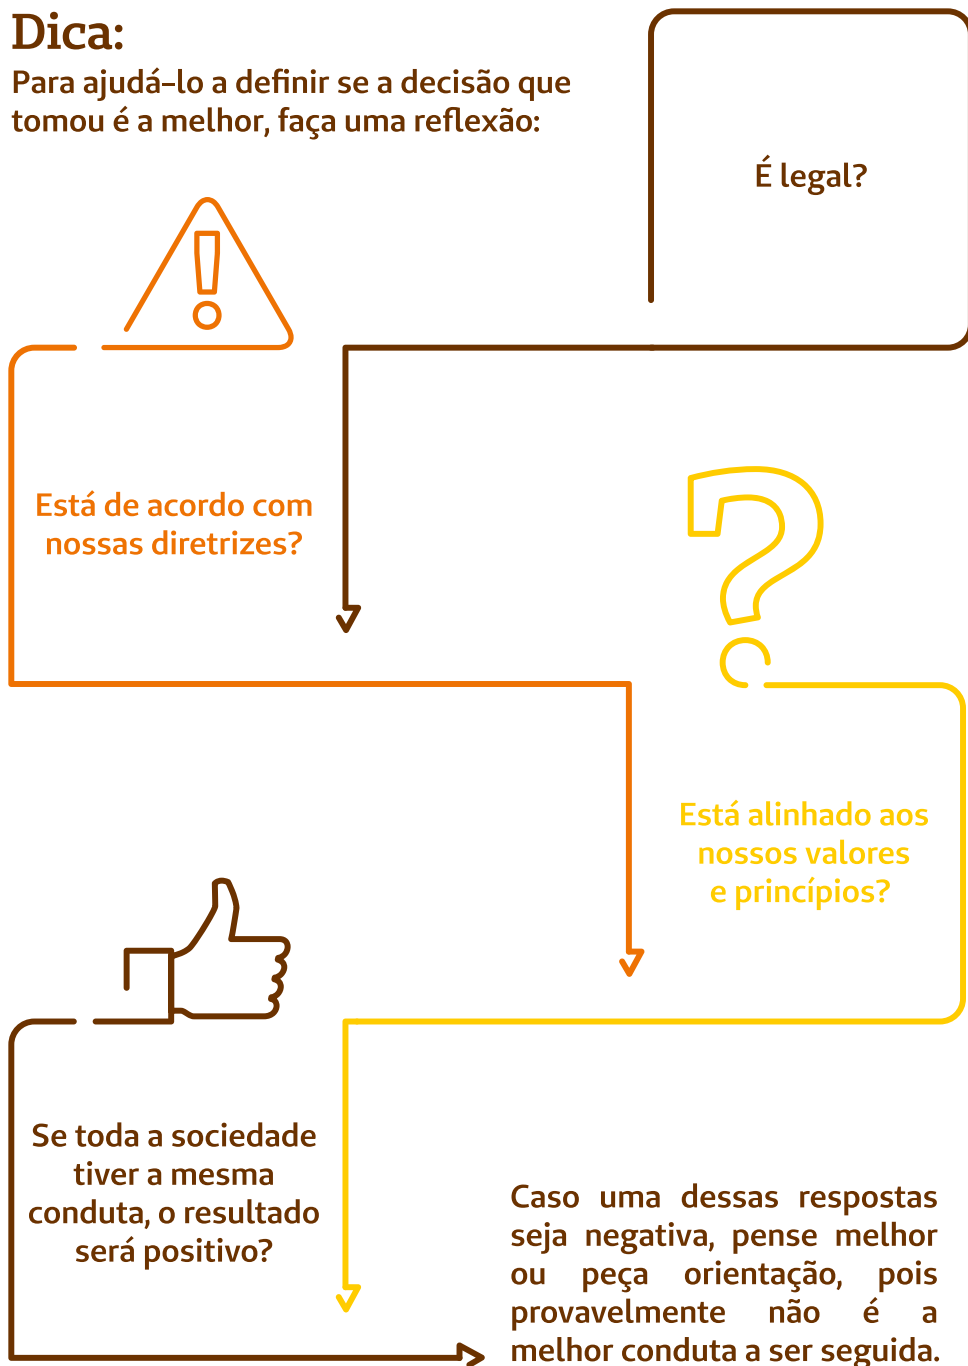 Dica:
Para ajudá-lo a definir se a decisão que
tomou é a melhor, faça uma reflexão:
É legal?
Está de acordo com
nossas diretrizes?
Está alinhado aos
nossos valores
e princípios?
Se toda a sociedade
tiver a mesma
conduta, o resultado
será positivo?
Caso uma dessas respostas
seja negativa, pense melhor
ou peça orientação, pois
provavelmente não é a
melhor conduta a ser seguida.